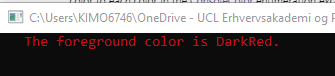 C:\Users\KIMO6746\OneDrive - UCL Erhvervsakademi og P
The foreground color is DarkRed.